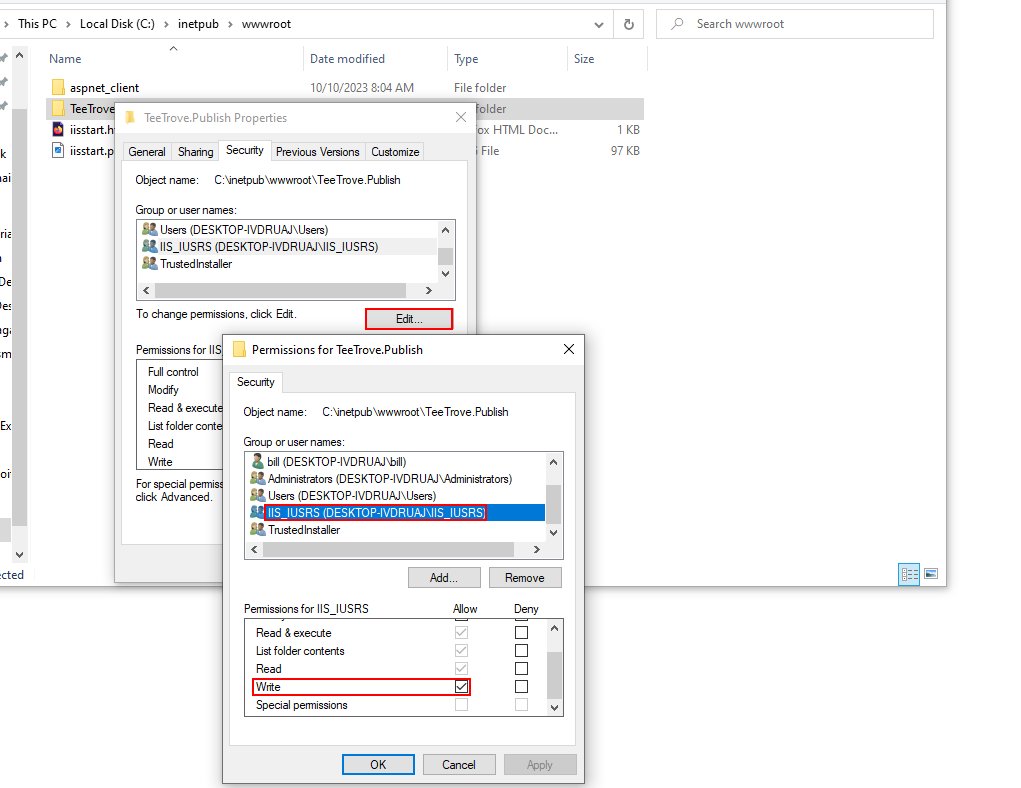 This PC > Local Disk (C:) > inetpub > wwwroot
Search wwwroot
Name Date modified Type Size
aspnet_client 10/10/2023 8:04 AM File folder
TeeTrove
iisstart.h 1 KB
iisstart.p File 97 KB
TeeTrove.Publish Properties
General Sharing Security Previous Versions Customize
Object name: C:\inetpub\wwwroot\TeeTrove.Publish
Group or user names:
Users (DESKTOP-IVDRUAJ\Users)
IIS_IUSRS (DESKTOP-IVDRUAJ\IIS_IUSRS)
TrustedInstaller
To change permissions, click Edit.
Edit...
Permissions for IIS
Full control
Modify
Read & execute
List folder conte
Read
Write
For special permiss
click Advanced.
Permissions for TeeTrove.Publish
Security
Object name: C:\inetpub\wwwroot\TeeTrove.Publish
Group or user names:
bill (DESKTOP-IVDRUAJ\bill)
Administrators (DESKTOP-IVDRUAJ\Administrators)
Users (DESKTOP-IVDRUAJ\Users)
IIS_IUSRS (DESKTOP-IVDRUAJ\IIS_IUSRS)
TrustedInstaller
Add... Remove
Permissions for IIS_IUSRS Allow Deny
Read & execute
List folder contents
Read
Write
Special permissions
OK Cancel Apply